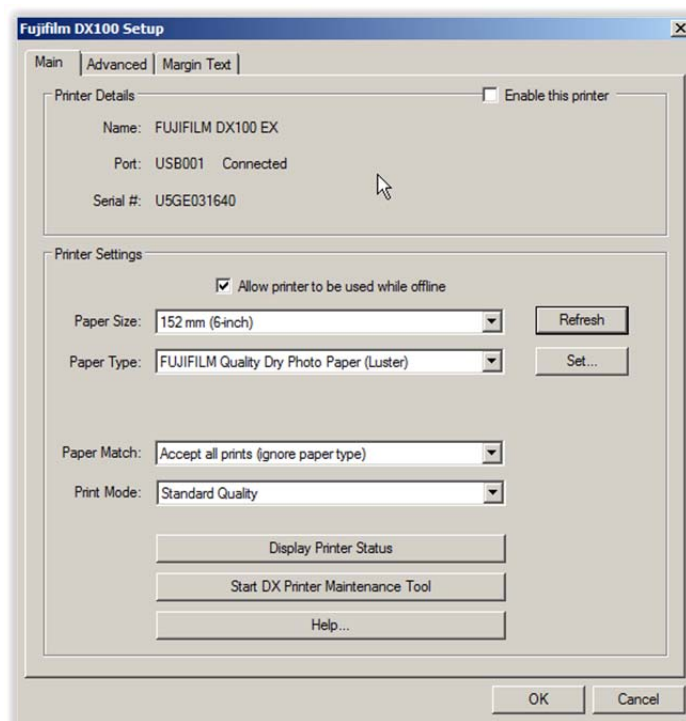 Fujifilm DX100 Setup
Main Advanced Margin Text
Printer Details Enable this printer
Name: FUJIFILM DX100 EX
Port: USB001 Connected
Serial #: U5GE031640
Printer Settings
Allow printer to be used while offline
Paper Size: 152 mm (6-inch) Refresh
Paper Type: FUJIFILM Quality Dry Photo Paper (Luster) Set...
Paper Match: Accept all prints (ignore paper type)
Print Mode: Standard Quality
Display Printer Status
Start DX Printer Maintenance Tool
Help...
OK Cancel